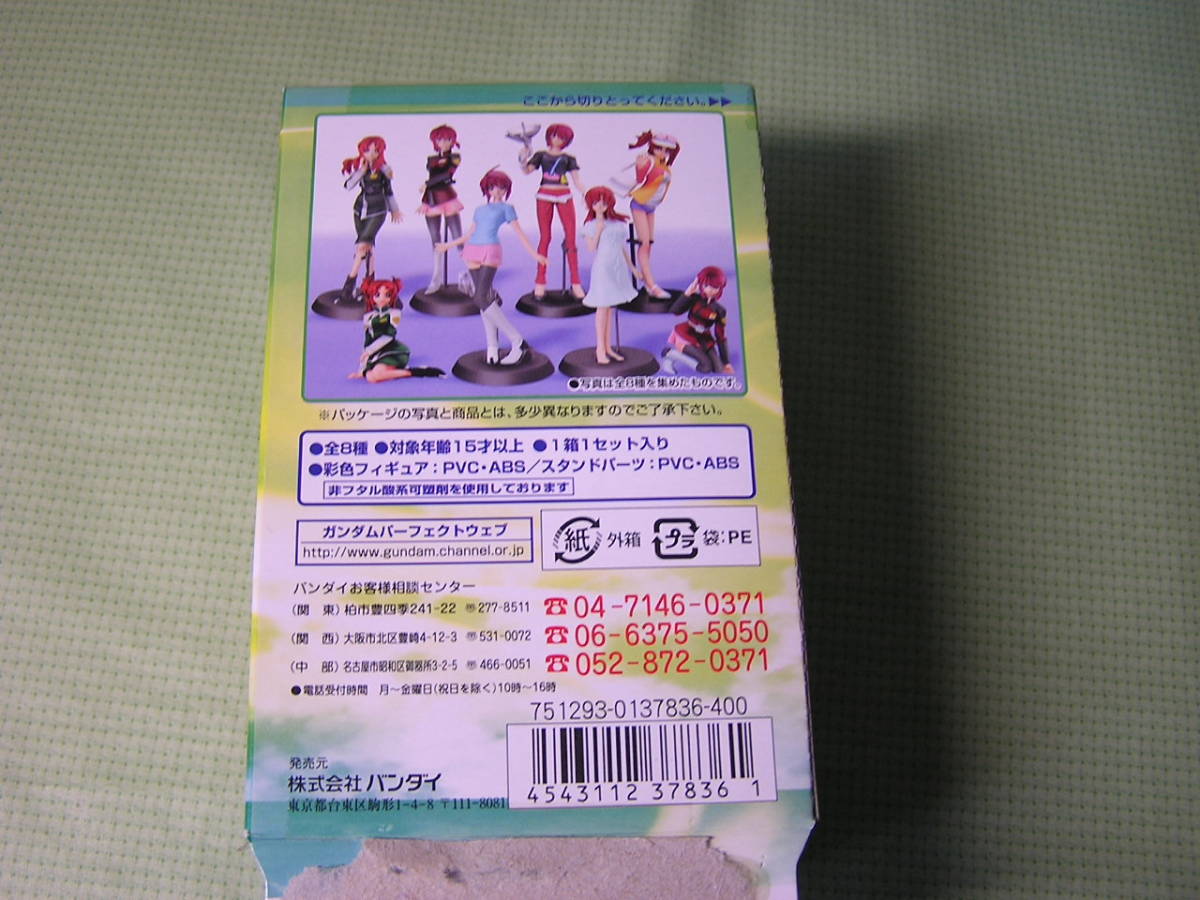 ここから切りとってください。▶▶
●写真は全8種を集めたものです。
※パッケージの写真と商品とは、多少異なりますのでご了承下さい。
●全8種 ●対象年齢15才以上 ●1箱1セット入り
●彩色フィギュア：PVC・ABS／スタンドパーツ：PVC・ABS
非フタル酸系可塑剤を使用しております
ガンダムパーフェクトウェブ
http://www.gundam.channel.or.jp
紙 外箱 プラ 袋：PE
バンダイお客様相談センター
（関 東）柏市豊四季241-22 〒277-8511 ☎04-7146-0371
（関 西）大阪市北区豊崎4-12-3 〒531-0072 ☎06-6375-5050
（中 部）名古屋市昭和区御器所3-2-5 〒466-0051 ☎052-872-0371
●電話受付時間 月～金曜日（祝日を除く）10時～16時
751293-0137836-400
4543112 37836 1
発売元
株式会社 バンダイ
東京都台東区駒形1-4-8 〒111-8081